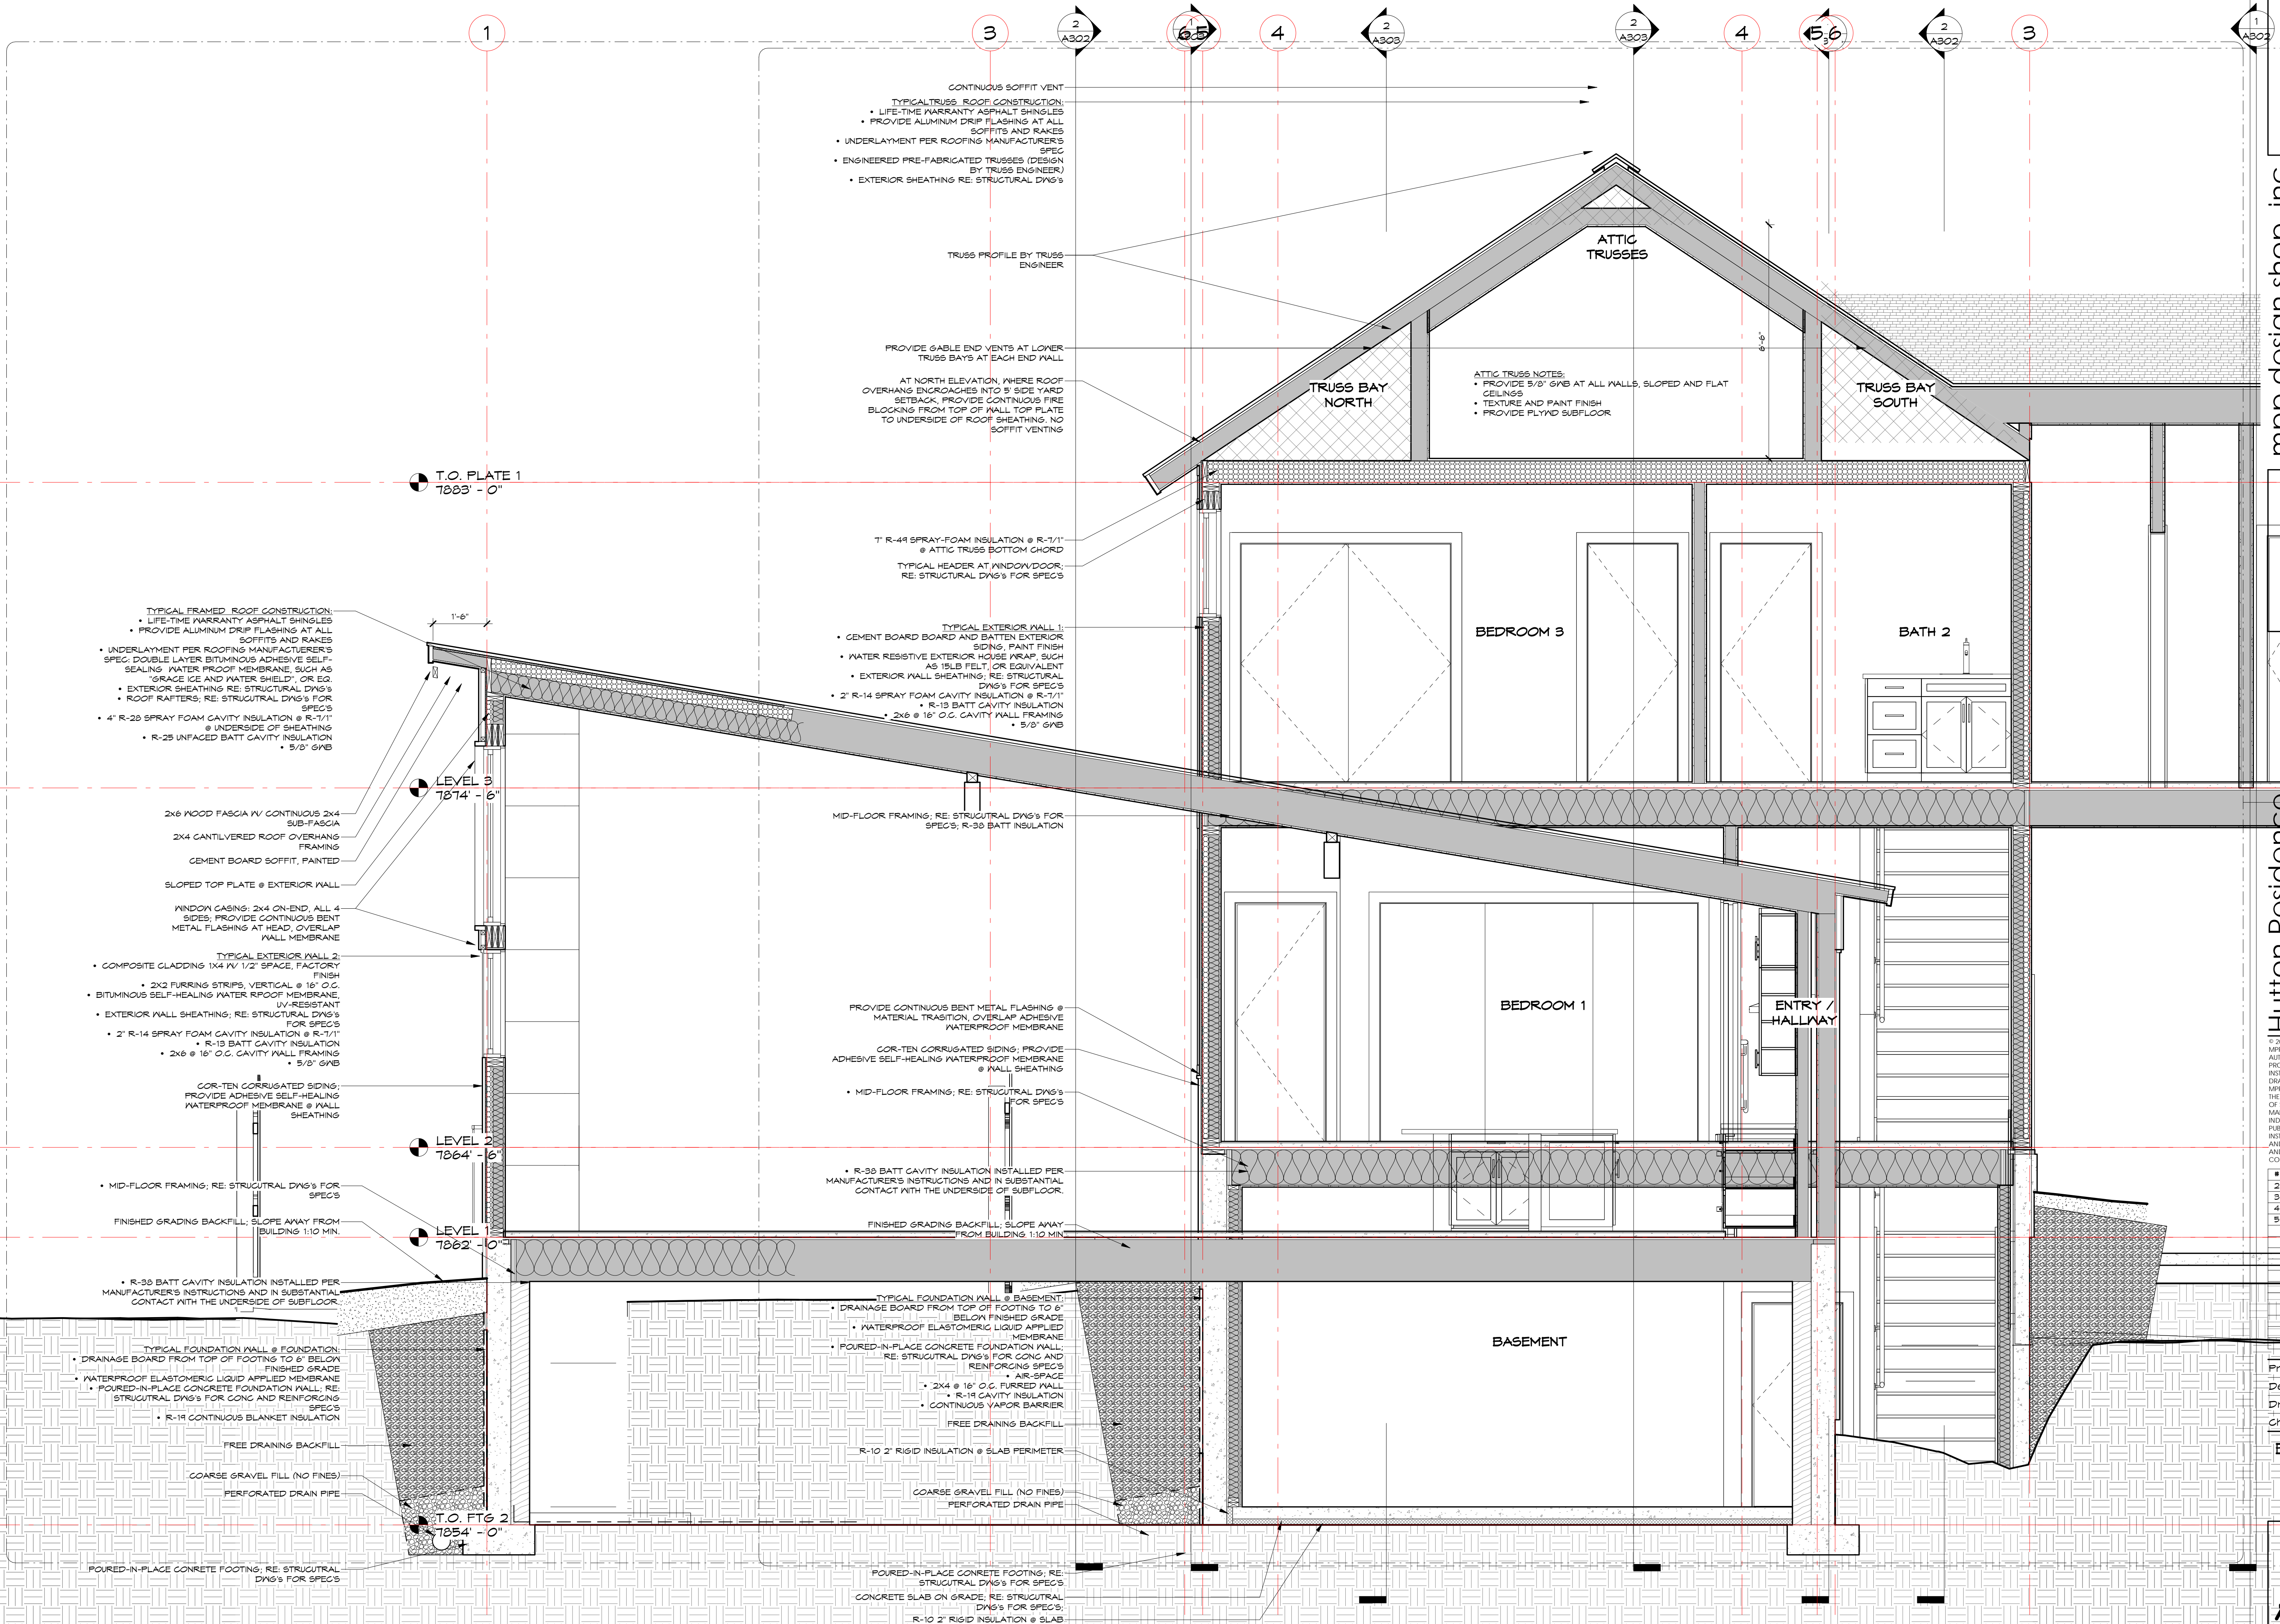 1
3
2
A302
1
6
5
4
2
A303
2
A303
4
5
6
3
2
A302
3
1
A302
CONTINUOUS SOFFIT VENT
TYPICALTRUSS ROOF CONSTRUCTION:
• LIFE-TIME WARRANTY ASPHALT SHINGLES
• PROVIDE ALUMINUM DRIP FLASHING AT ALL
SOFFITS AND RAKES
• UNDERLAYMENT PER ROOFING MANUFACTURER'S
SPEC
• ENGINEERED PRE-FABRICATED TRUSSES (DESIGN
BY TRUSS ENGINEER)
• EXTERIOR SHEATHING RE: STRUCTURAL DWG's
TRUSS PROFILE BY TRUSS
ENGINEER
PROVIDE GABLE END VENTS AT LOWER
TRUSS BAYS AT EACH END WALL
AT NORTH ELEVATION, WHERE ROOF
OVERHANG ENCROACHES INTO 5' SIDE YARD
SETBACK, PROVIDE CONTINUOUS FIRE
BLOCKING FROM TOP OF WALL TOP PLATE
TO UNDERSIDE OF ROOF SHEATHING. NO
SOFFIT VENTING
ATTIC
TRUSSES
6'-6"
TRUSS BAY
NORTH
ATTIC TRUSS NOTES:
• PROVIDE 5/8" GWB AT ALL WALLS, SLOPED AND FLAT
CEILINGS
• TEXTURE AND PAINT FINISH
• PROVIDE PLYWD SUBFLOOR
TRUSS BAY
SOUTH
mpp design shop, inc
T.O. PLATE 1
7883' - 0"
7" R-49 SPRAY-FOAM INSULATION @ R-7/1"
@ ATTIC TRUSS BOTTOM CHORD
TYPICAL HEADER AT WINDOW/DOOR;
RE: STRUCTURAL DWG's FOR SPEC'S
TYPICAL EXTERIOR WALL 1:
• CEMENT BOARD BOARD AND BATTEN EXTERIOR
SIDING, PAINT FINISH
• WATER RESISTIVE EXTERIOR HOUSE WRAP, SUCH
AS 15LB FELT, OR EQUIVALENT
• EXTERIOR WALL SHEATHING; RE: STRUCTURAL
DWG's FOR SPEC'S
• 2" R-14 SPRAY FOAM CAVITY INSULATION @ R-7/1"
• R-13 BATT CAVITY INSULATION
• 2x6 @ 16" O.C. CAVITY WALL FRAMING
• 5/8" GWB
BEDROOM 3
BATH 2
1'-6"
TYPICAL FRAMED ROOF CONSTRUCTION:
• LIFE-TIME WARRANTY ASPHALT SHINGLES
• PROVIDE ALUMINUM DRIP FLASHING AT ALL
SOFFITS AND RAKES
• UNDERLAYMENT PER ROOFING MANUFACTUERER'S
SPEC: DOUBLE LAYER BITUMINOUS ADHESIVE SELF-
SEALING WATER PROOF MEMBRANE, SUCH AS
"GRACE ICE AND WATER SHIELD", OR EQ.
• EXTERIOR SHEATHING RE: STRUCTURAL DWG's
• ROOF RAFTERS; RE: STRUCUTRAL DWG's FOR
SPEC'S
• 4" R-28 SPRAY FOAM CAVITY INSULATION @ R-7/1"
@ UNDERSIDE OF SHEATHING
• R-25 UNFACED BATT CAVITY INSULATION
• 5/8" GWB
LEVEL 3
7874' - 6"
2x6 WOOD FASCIA W/ CONTINUOUS 2x4
SUB-FASCIA
2X4 CANTILVERED ROOF OVERHANG
FRAMING
CEMENT BOARD SOFFIT, PAINTED
SLOPED TOP PLATE @ EXTERIOR WALL
WINDOW CASING: 2x4 ON-END, ALL 4
SIDES; PROVIDE CONTINUOUS BENT
METAL FLASHING AT HEAD, OVERLAP
WALL MEMBRANE
MID-FLOOR FRAMING; RE: STRUCUTRAL DWG's FOR
SPEC'S; R-38 BATT INSULATION
TYPICAL EXTERIOR WALL 2:
• COMPOSITE CLADDING 1X4 W/ 1/2" SPACE, FACTORY
FINISH
• 2X2 FURRING STRIPS, VERTICAL @ 16" O.C.
• BITUMINOUS SELF-HEALING WATER RPOOF MEMBRANE,
UV-RESISTANT
• EXTERIOR WALL SHEATHING; RE: STRUCTURAL DWG's
FOR SPEC'S
• 2" R-14 SPRAY FOAM CAVITY INSULATION @ R-7/1"
• R-13 BATT CAVITY INSULATION
• 2x6 @ 16" O.C. CAVITY WALL FRAMING
• 5/8" GWB
COR-TEN CORRUGATED SIDING;
PROVIDE ADHESIVE SELF-HEALING
WATERPROOF MEMBRANE @ WALL
SHEATHING
PROVIDE CONTINUOUS BENT METAL FLASHING @
MATERIAL TRASITION, OVERLAP ADHESIVE
WATERPROOF MEMBRANE
COR-TEN CORRUGATED SIDING; PROVIDE
ADHESIVE SELF-HEALING WATERPROOF MEMBRANE
@ WALL SHEATHING
• MID-FLOOR FRAMING; RE: STRUCUTRAL DWG's
FOR SPEC'S
BEDROOM 1
ENTRY /
HALLWAY
Hutton Residence
LEVEL 2
7864' - 6"
• R-38 BATT CAVITY INSULATION INSTALLED PER
MANUFACTURER'S INSTRUCTIONS AND IN SUBSTANTIAL
CONTACT WITH THE UNDERSIDE OF SUBFLOOR.
• MID-FLOOR FRAMING; RE: STRUCUTRAL DWG's FOR
SPEC'S
FINISHED GRADING BACKFILL; SLOPE AWAY FROM
BUILDING 1:10 MIN.
LEVEL 1
7862' - 0"
FINISHED GRADING BACKFILL; SLOPE AWAY
FROM BUILDING 1:10 MIN
• R-38 BATT CAVITY INSULATION INSTALLED PER
MANUFACTURER'S INSTRUCTIONS AND IN SUBSTANTIAL
CONTACT WITH THE UNDERSIDE OF SUBFLOOR.
TYPICAL FOUNDATION WALL @ FOUNDATION:
• DRAINAGE BOARD FROM TOP OF FOOTING TO 6" BELOW
FINISHED GRADE
• WATERPROOF ELASTOMERIC LIQUID APPLIED MEMBRANE
• POURED-IN-PLACE CONCRETE FOUNDATION WALL; RE:
STRUCUTRAL DWG's FOR CONC AND REINFORCING
SPEC'S
• R-19 CONTINUOUS BLANKET INSULATION
FREE DRAINING BACKFILL
COARSE GRAVEL FILL (NO FINES)
PERFORATED DRAIN PIPE
T.O. FTG 2
7854' - 0"
POURED-IN-PLACE CONRETE FOOTING; RE: STRUCUTRAL
DWG's FOR SPEC'S
TYPICAL FOUNDATION WALL @ BASEMENT:
• DRAINAGE BOARD FROM TOP OF FOOTING TO 6"
BELOW FINISHED GRADE
• WATERPROOF ELASTOMERIC LIQUID APPLIED
MEMBRANE
• POURED-IN-PLACE CONCRETE FOUNDATION WALL;
RE: STRUCUTRAL DWG's FOR CONC AND
REINFORCING SPEC'S
• AIR-SPACE
• 2X4 @ 16" O.C. FURRED WALL
• R-19 CAVITY INSULATION
• CONTINUOUS VAPOR BARRIER
FREE DRAINING BACKFILL
R-10 2" RIGID INSULATION @ SLAB PERIMETER
COARSE GRAVEL FILL (NO FINES)
PERFORATED DRAIN PIPE
POURED-IN-PLACE CONRETE FOOTING; RE:
STRUCUTRAL DWG's FOR SPEC'S
CONCRETE SLAB ON GRADE; RE: STRUCUTRAL
DWG's FOR SPEC'S;
R-10 2" RIGID INSULATION @ SLAB
BASEMENT
#
2
3
4
5